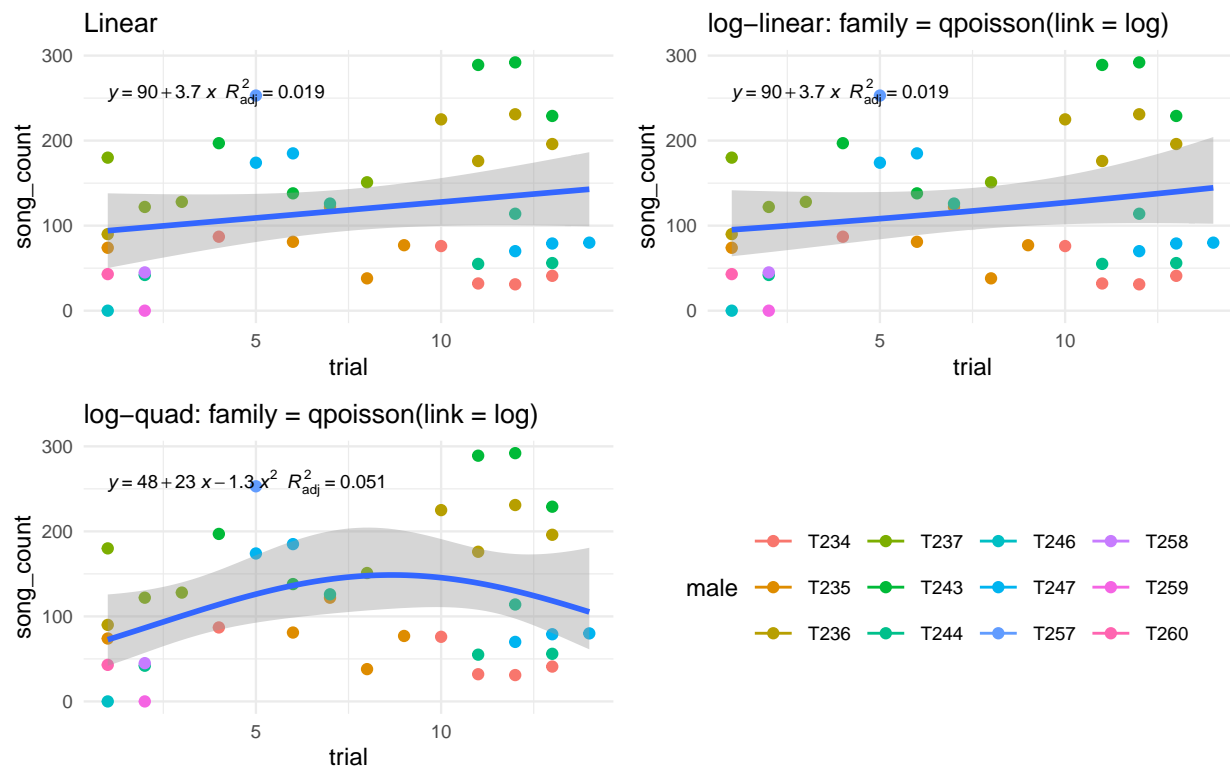 Linear
300
200
100
0
song_count
y = 90 + 3.7 x R²adj = 0.019
5 10
trial
log−linear: family = qpoisson(link = log)
300
200
100
0
song_count
y = 90 + 3.7 x R²adj = 0.019
5 10
trial
log−quad: family = qpoisson(link = log)
300
200
100
0
song_count
y = 48 + 23 x − 1.3 x² R²adj = 0.051
5 10
trial
male
T234 T237 T246 T258
T235 T243 T247 T259
T236 T244 T257 T260